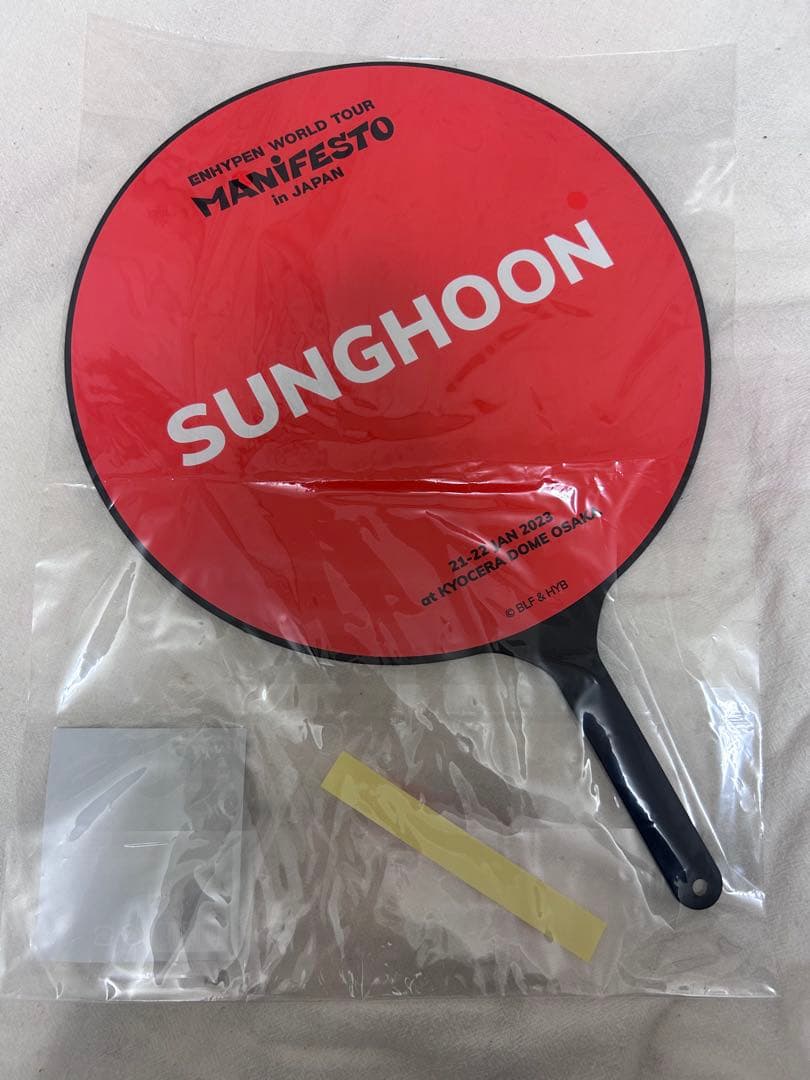 ENHYPEN WORLD TOUR
MANiFESTO
in JAPAN
SUNGHOON
21-22 JAN 2023
at KYOCERA DOME OSAKA
© BLF & HYB